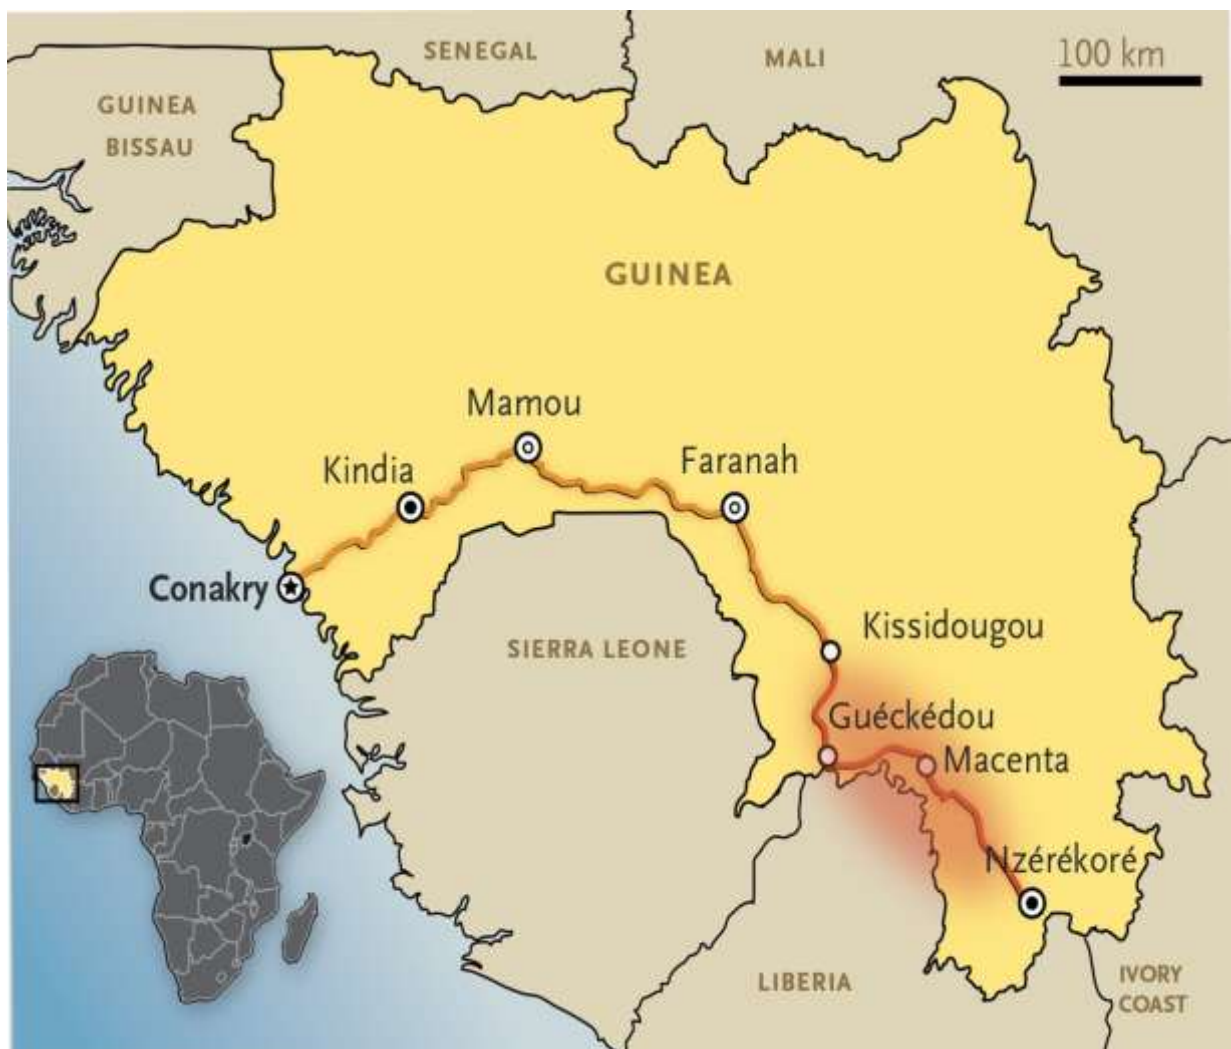 SENEGAL
MALI
100 km
GUINEA
BISSAU
GUINEA
Mamou
Kindia
Faranah
Conakry
Kissidougou
SIERRA LEONE
Guéckédou
Macenta
Nzérékoré
LIBERIA
IVORY
COAST